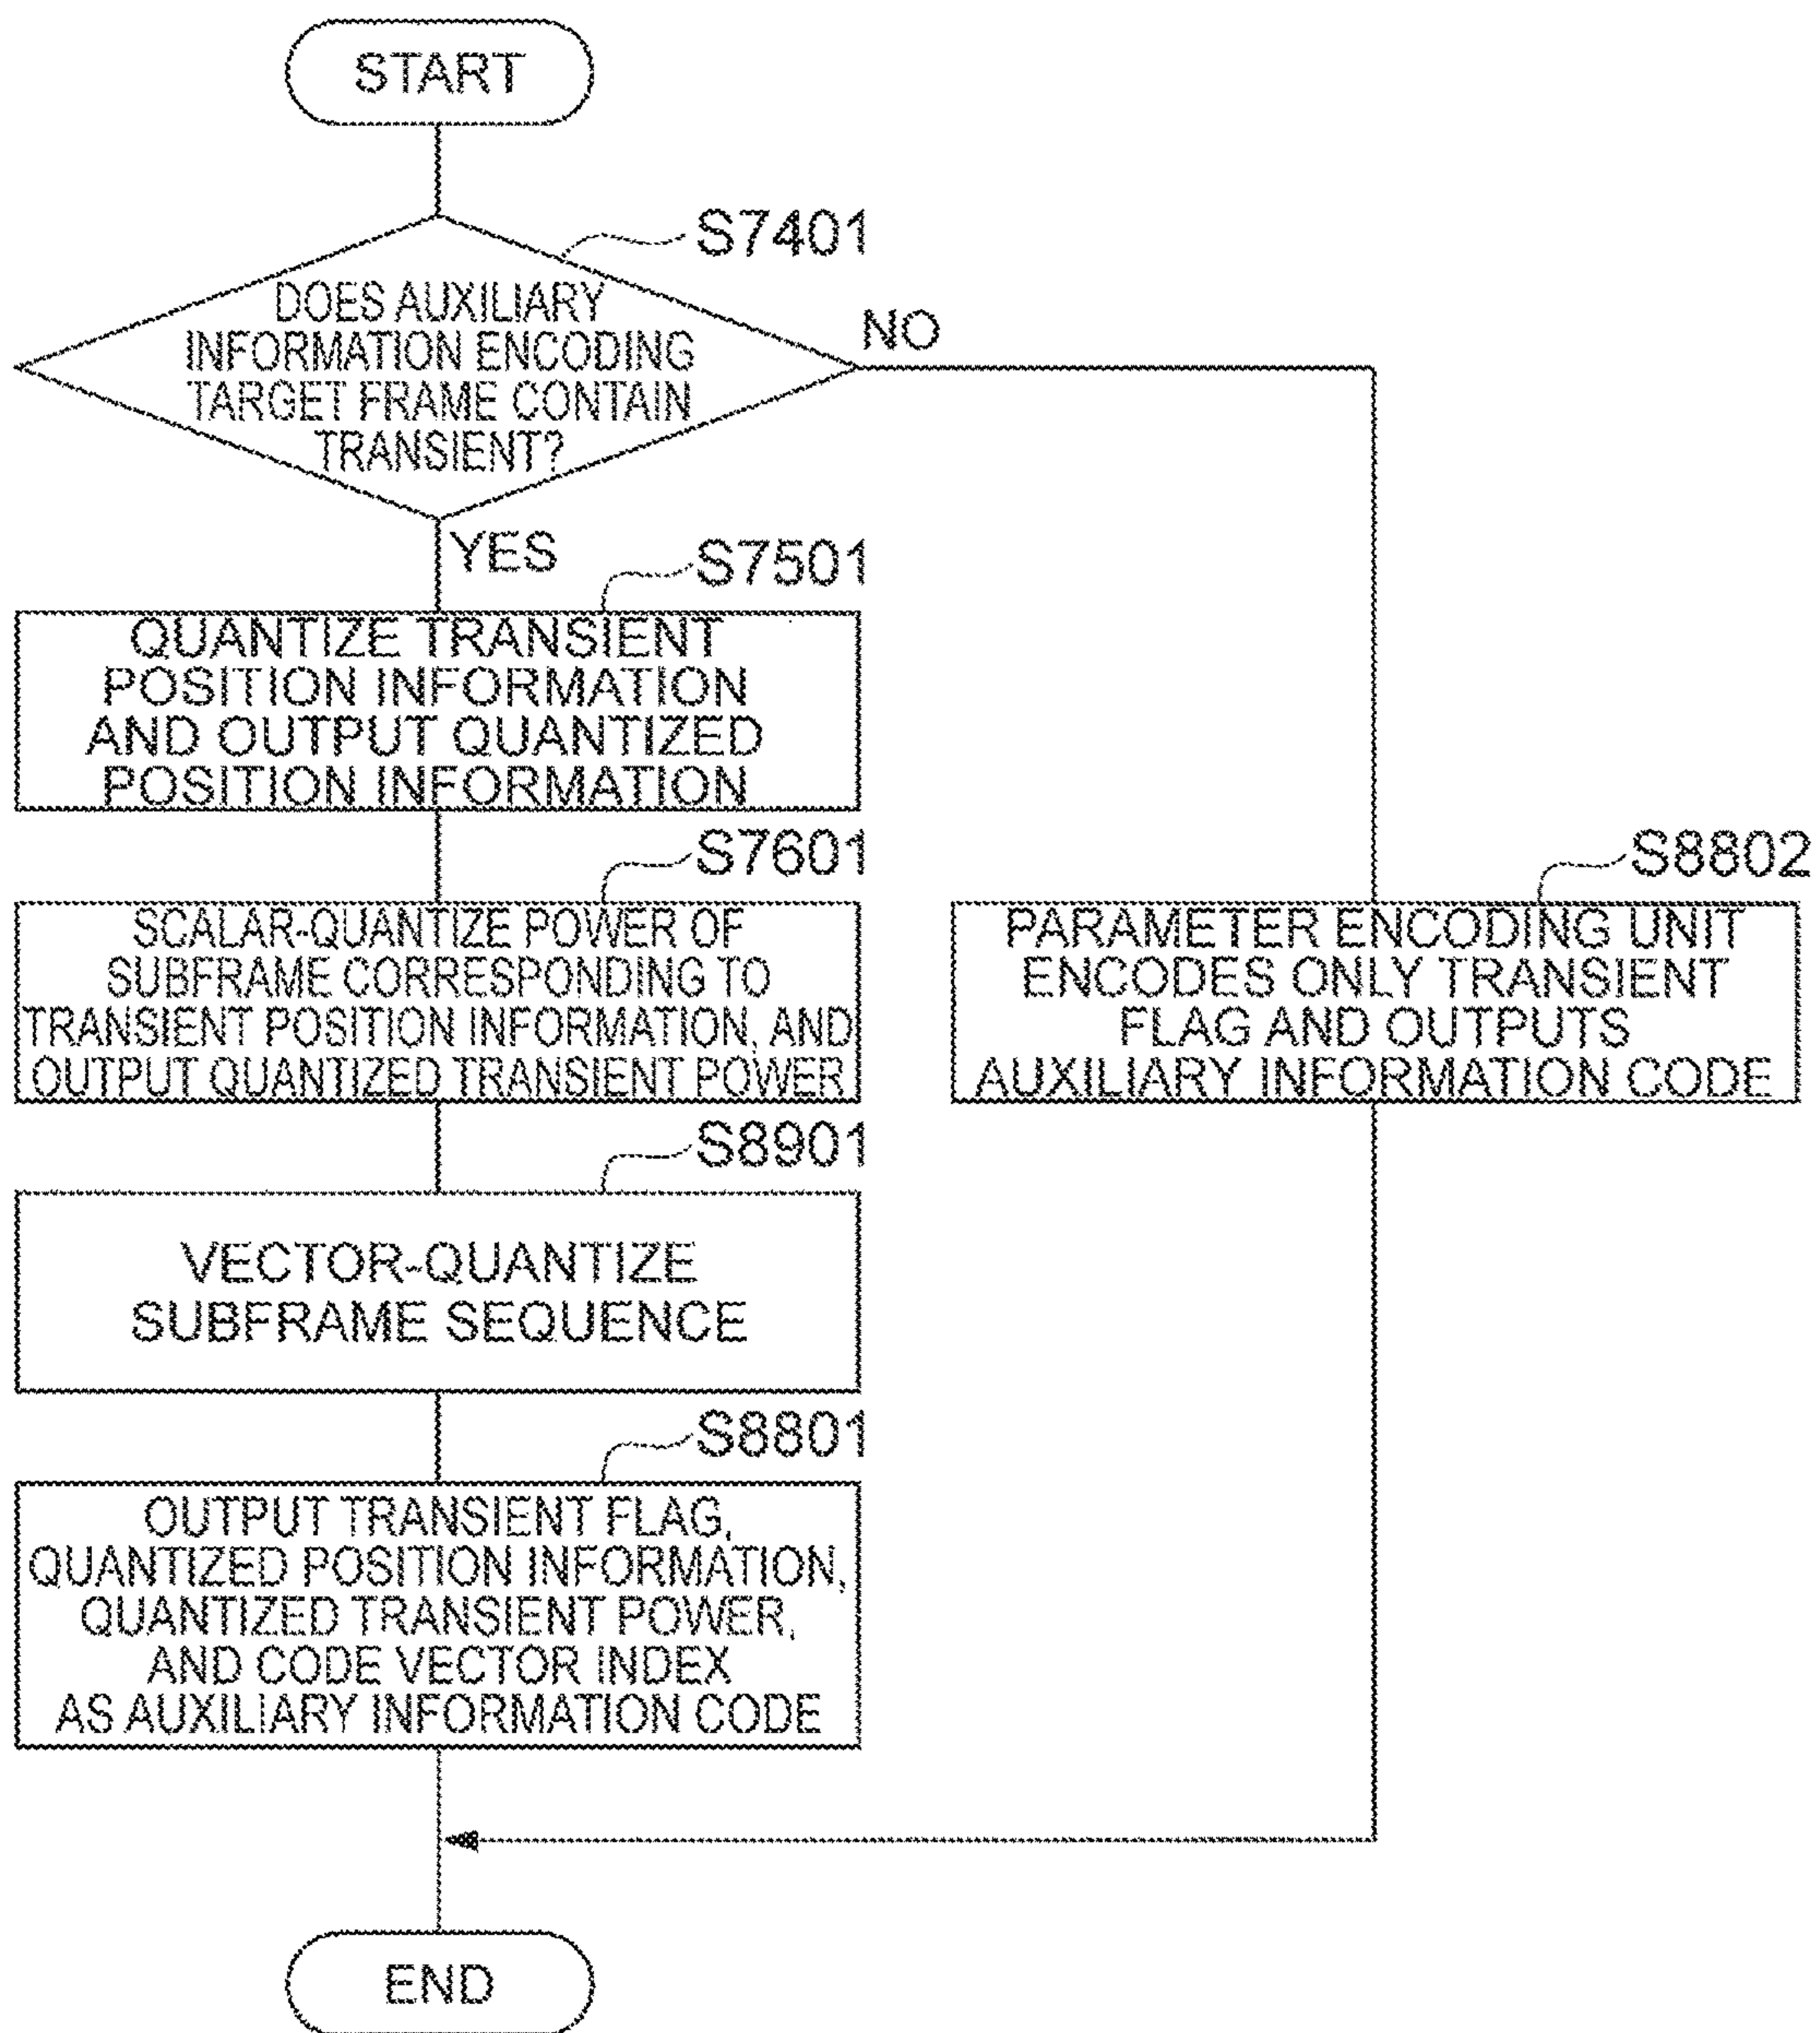 START
S7401
DOES AUXILIARY
INFORMATION ENCODING
TARGET FRAME CONTAIN
TRANSIENT?
NO
YES
S7501
QUANTIZE TRANSIENT
POSITION INFORMATION
AND OUTPUT QUANTIZED
POSITION INFORMATION
S7601
SCALAR-QUANTIZE POWER OF
SUBFRAME CORRESPONDING TO
TRANSIENT POSITION INFORMATION, AND
OUTPUT QUANTIZED TRANSIENT POWER
S8802
PARAMETER ENCODING UNIT
ENCODES ONLY TRANSIENT
FLAG AND OUTPUTS
AUXILIARY INFORMATION CODE
S8901
VECTOR-QUANTIZE
SUBFRAME SEQUENCE
S8801
OUTPUT TRANSIENT FLAG,
QUANTIZED POSITION INFORMATION,
QUANTIZED TRANSIENT POWER,
AND CODE VECTOR INDEX
AS AUXILIARY INFORMATION CODE
END